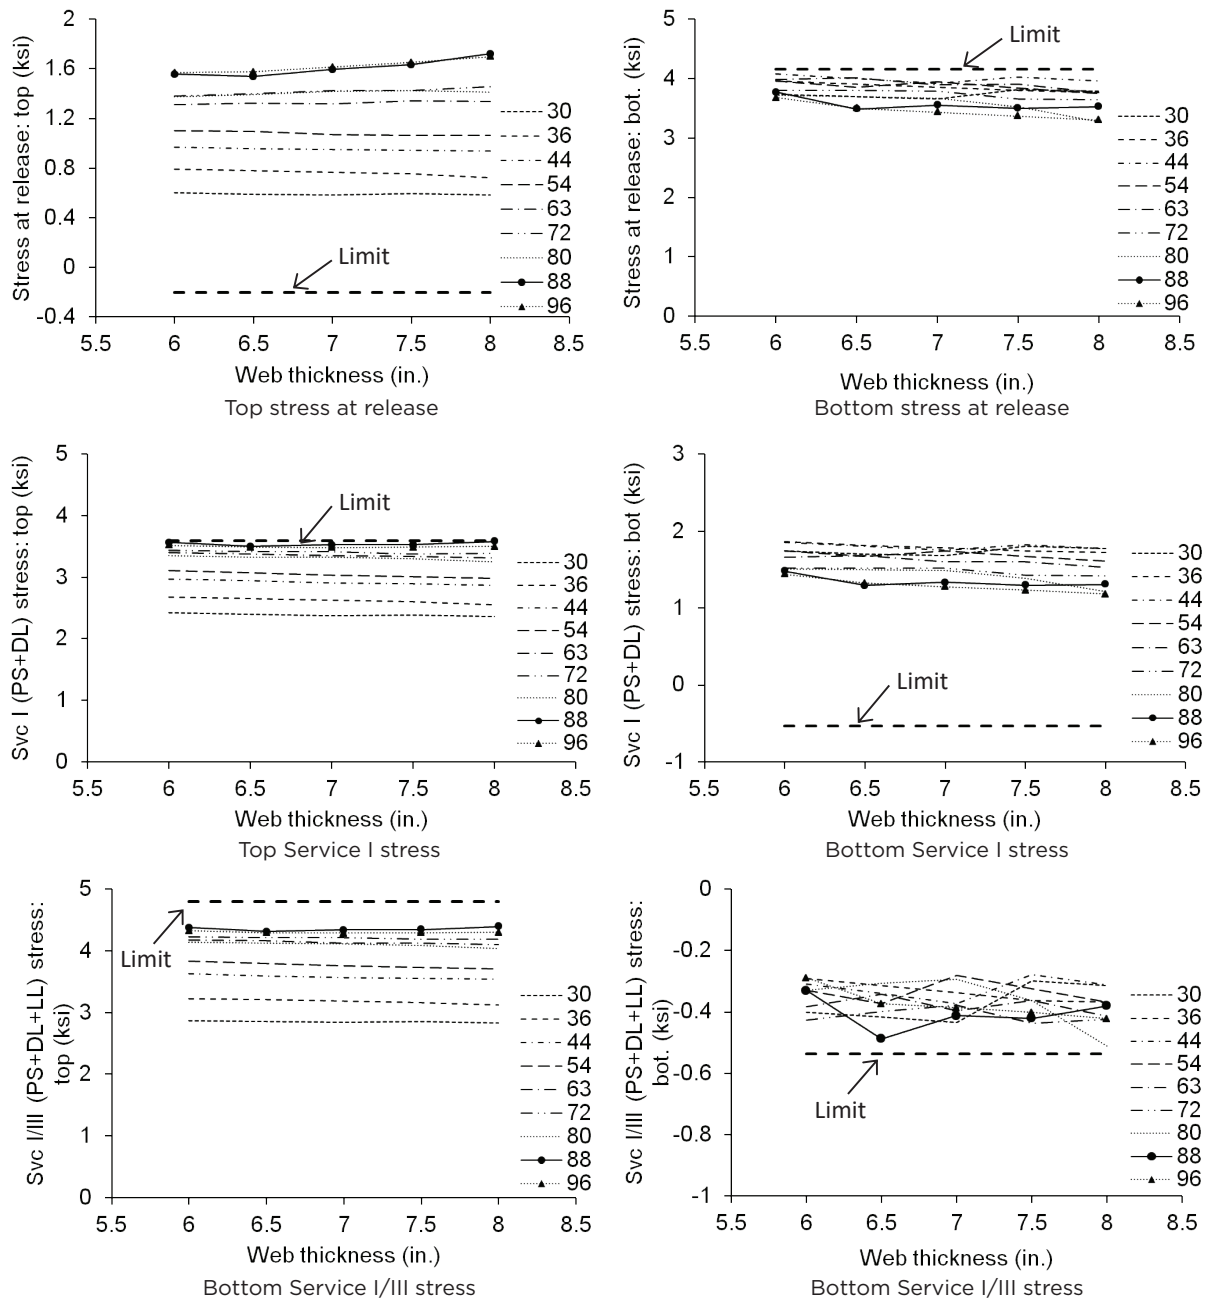 Stress at release: top (ksi)
2
1.6
1.2
0.8
0.4
0
-0.4
5.5 6 6.5 7 7.5 8 8.5
Limit
30
36
44
54
63
72
80
88
96
Web thickness (in.)
Top stress at release
Stress at release: bot. (ksi)
5
4
3
2
1
0
5.5 6 6.5 7 7.5 8 8.5
Limit
30
36
44
54
63
72
80
88
96
Web thickness (in.)
Bottom stress at release
Svc I (PS+DL) stress: top (ksi)
5
4
3
2
1
0
5.5 6 6.5 7 7.5 8 8.5
Limit
30
36
44
54
63
72
80
88
96
Web thickness (in.)
Top Service I stress
Svc I (PS+DL) stress: bot (ksi)
3
2
1
0
-1
5.5 6 6.5 7 7.5 8 8.5
Limit
30
36
44
54
63
72
80
88
96
Web thickness (in.)
Bottom Service I stress
Svc I/III (PS+DL+LL) stress:
top (ksi)
5
4
3
2
1
0
5.5 6 6.5 7 7.5 8 8.5
Limit
30
36
44
54
63
72
80
88
96
Web thickness (in.)
Bottom Service I/III stress
Svc I/III (PS+DL+LL) stress:
bot. (ksi)
0
-0.2
-0.4
-0.6
-0.8
-1
5.5 6 6.5 7 7.5 8 8.5
Limit
30
36
44
54
63
72
80
88
96
Web thickness (in.)
Bottom Service I/III stress